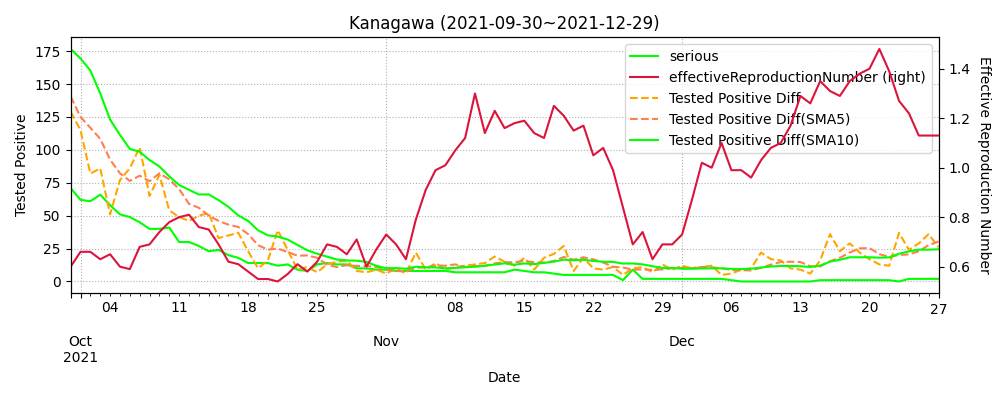 Kanagawa (2021-09-30~2021-12-29)
serious
effectiveReproductionNumber (right)
Tested Positive Diff
Tested Positive Diff(SMA5)
Tested Positive Diff(SMA10)
Tested Positive
175
150
125
100
75
50
25
0
1.4
1.2
1.0
0.8
0.6
Effective Reproduction Number
04 11 18 25 08 15 22 29 06 13 20 27
Oct Nov Dec
2021
Date